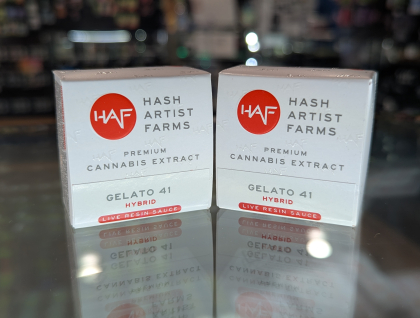 HAF
HASH
ARTIST
FARMS
PREMIUM
CANNABIS EXTRACT
GELATO 41
HYBRID
LIVE RESIN SAUCE
HAF
HASH
ARTIST
FARMS
PREMIUM
CANNABIS EXTRACT
GELATO 41
HYBRID
LIVE RESIN SAUCE